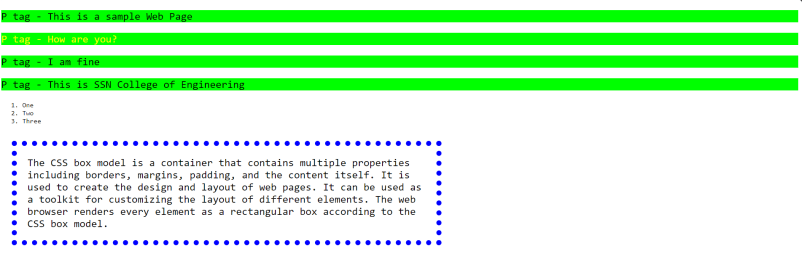 P tag - This is a sample Web Page
P tag - How are you?
P tag - I am fine
P tag - This is SSN College of Engineering
1. One
2. Two
3. Three
The CSS box model is a container that contains multiple properties
including borders, margins, padding, and the content itself. It is
used to create the design and layout of web pages. It can be used as
a toolkit for customizing the layout of different elements. The web
browser renders every element as a rectangular box according to the
CSS box model.